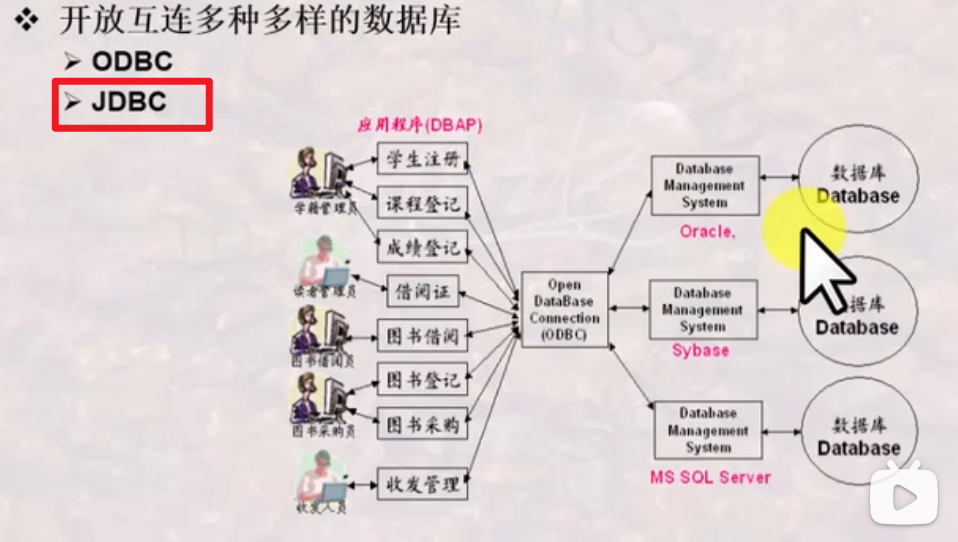 ❖ 开放互连多种多样的数据库
➢ ODBC
➢ JDBC
应用程序(DBAP)
学生注册
课程登记
学籍管理员
成绩登记
读者管理员
借阅证
图书借阅
图书借阅员
图书登记
图书采购
图书采购员
收发管理
收发人员
Open
DataBase
Connection
(ODBC)
Database
Management
System
Oracle,
数据库
Database
Database
Management
System
Sybase
数据库
Database
Database
Management
System
MS SQL Server
数据库
Database